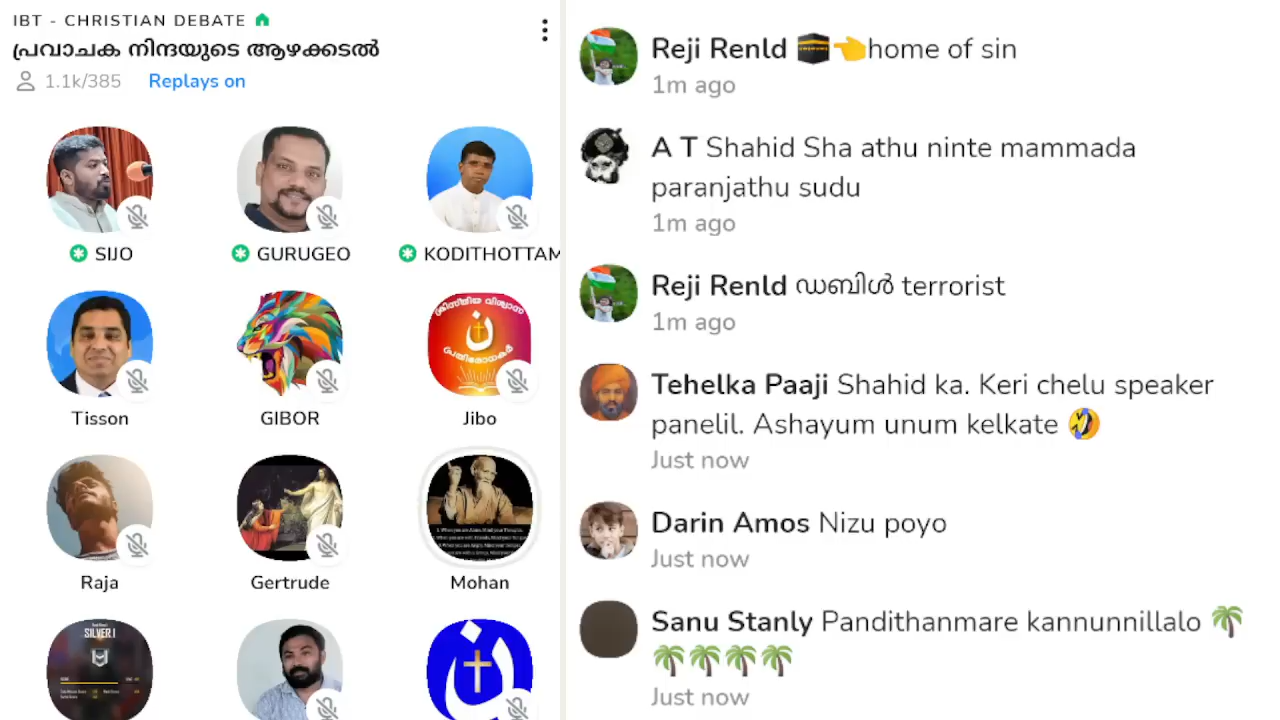 IBT - CHRISTIAN DEBATE
പ്രവാചക നിന്ദയുടെ ആഴക്കടൽ
1.1k/385 Replays on
SIJO
GURUGEO
KODITHOTTAM
ക്രിസ്തീയ വിശ്വാസ
ن
പ്രതിരോധകർ
Tisson
GIBOR
Jibo
Raja
Gertrude
Mohan
SILVER I
ن
Reji Renld 🕋👈home of sin
1m ago
A T Shahid Sha athu ninte mammada
paranjathu sudu
1m ago
Reji Renld ഡബിൾ terrorist
1m ago
Tehelka Paaji Shahid ka. Keri chelu speaker
panelil. Ashayum unum kelkate 🤣
Just now
Darin Amos Nizu poyo
Just now
Sanu Stanly Pandithanmare kannunnillalo 🌴
🌴🌴🌴🌴
Just now